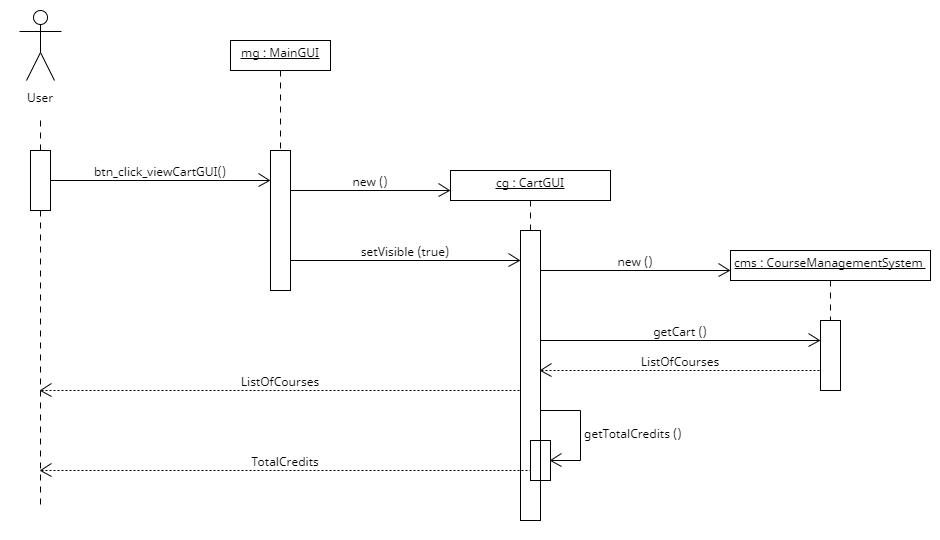 User
mg : MainGUI
btn_click_viewCartGUI()
new ()
cg : CartGUI
setVisible (true)
new ()
cms : CourseManagementSystem
getCart ()
ListOfCourses
ListOfCourses
getTotalCredits ()
TotalCredits